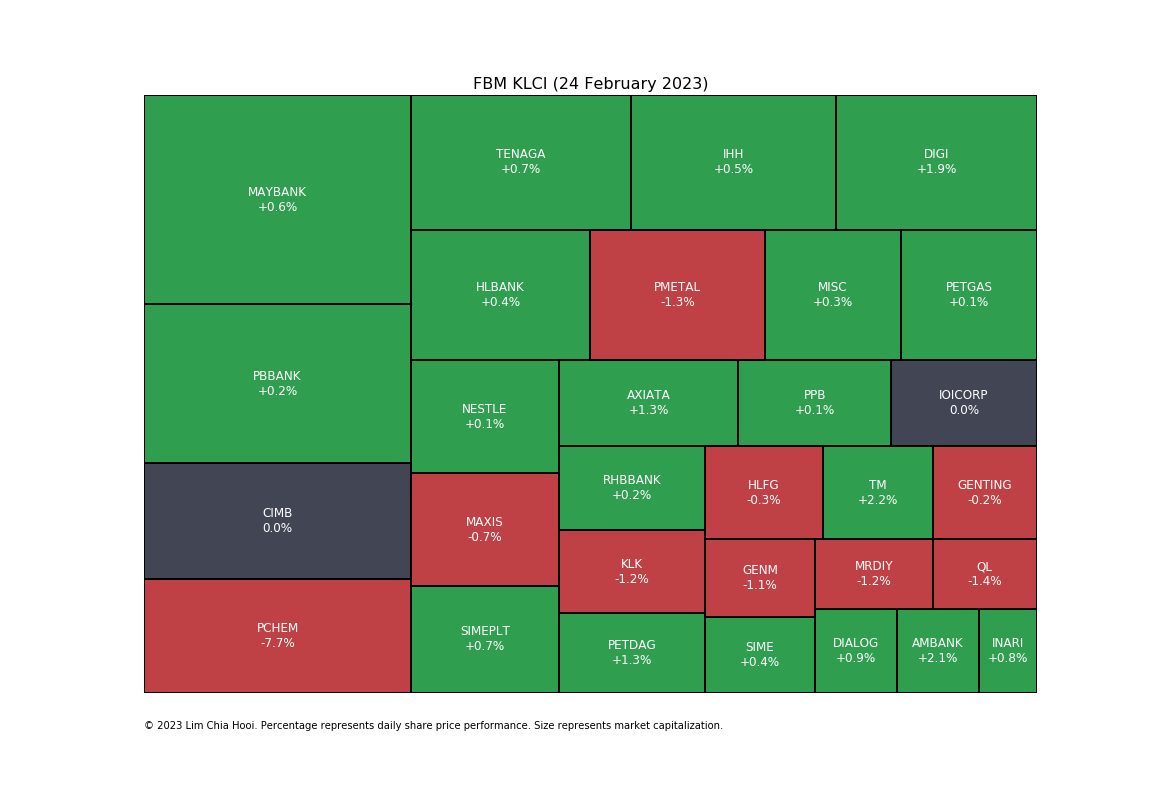 FBM KLCI (24 February 2023)
MAYBANK
+0.6%
PBBANK
+0.2%
CIMB
0.0%
PCHEM
-7.7%
TENAGA
+0.7%
IHH
+0.5%
DIGI
+1.9%
HLBANK
+0.4%
PMETAL
-1.3%
MISC
+0.3%
PETGAS
+0.1%
NESTLE
+0.1%
MAXIS
-0.7%
SIMEPLT
+0.7%
AXIATA
+1.3%
PPB
+0.1%
IOICORP
0.0%
RHBBANK
+0.2%
KLK
-1.2%
PETDAG
+1.3%
HLFG
-0.3%
TM
+2.2%
GENTING
-0.2%
GENM
-1.1%
SIME
+0.4%
MRDIY
-1.2%
QL
-1.4%
DIALOG
+0.9%
AMBANK
+2.1%
INARI
+0.8%
© 2023 Lim Chia Hooi. Percentage represents daily share price performance. Size represents market capitalization.